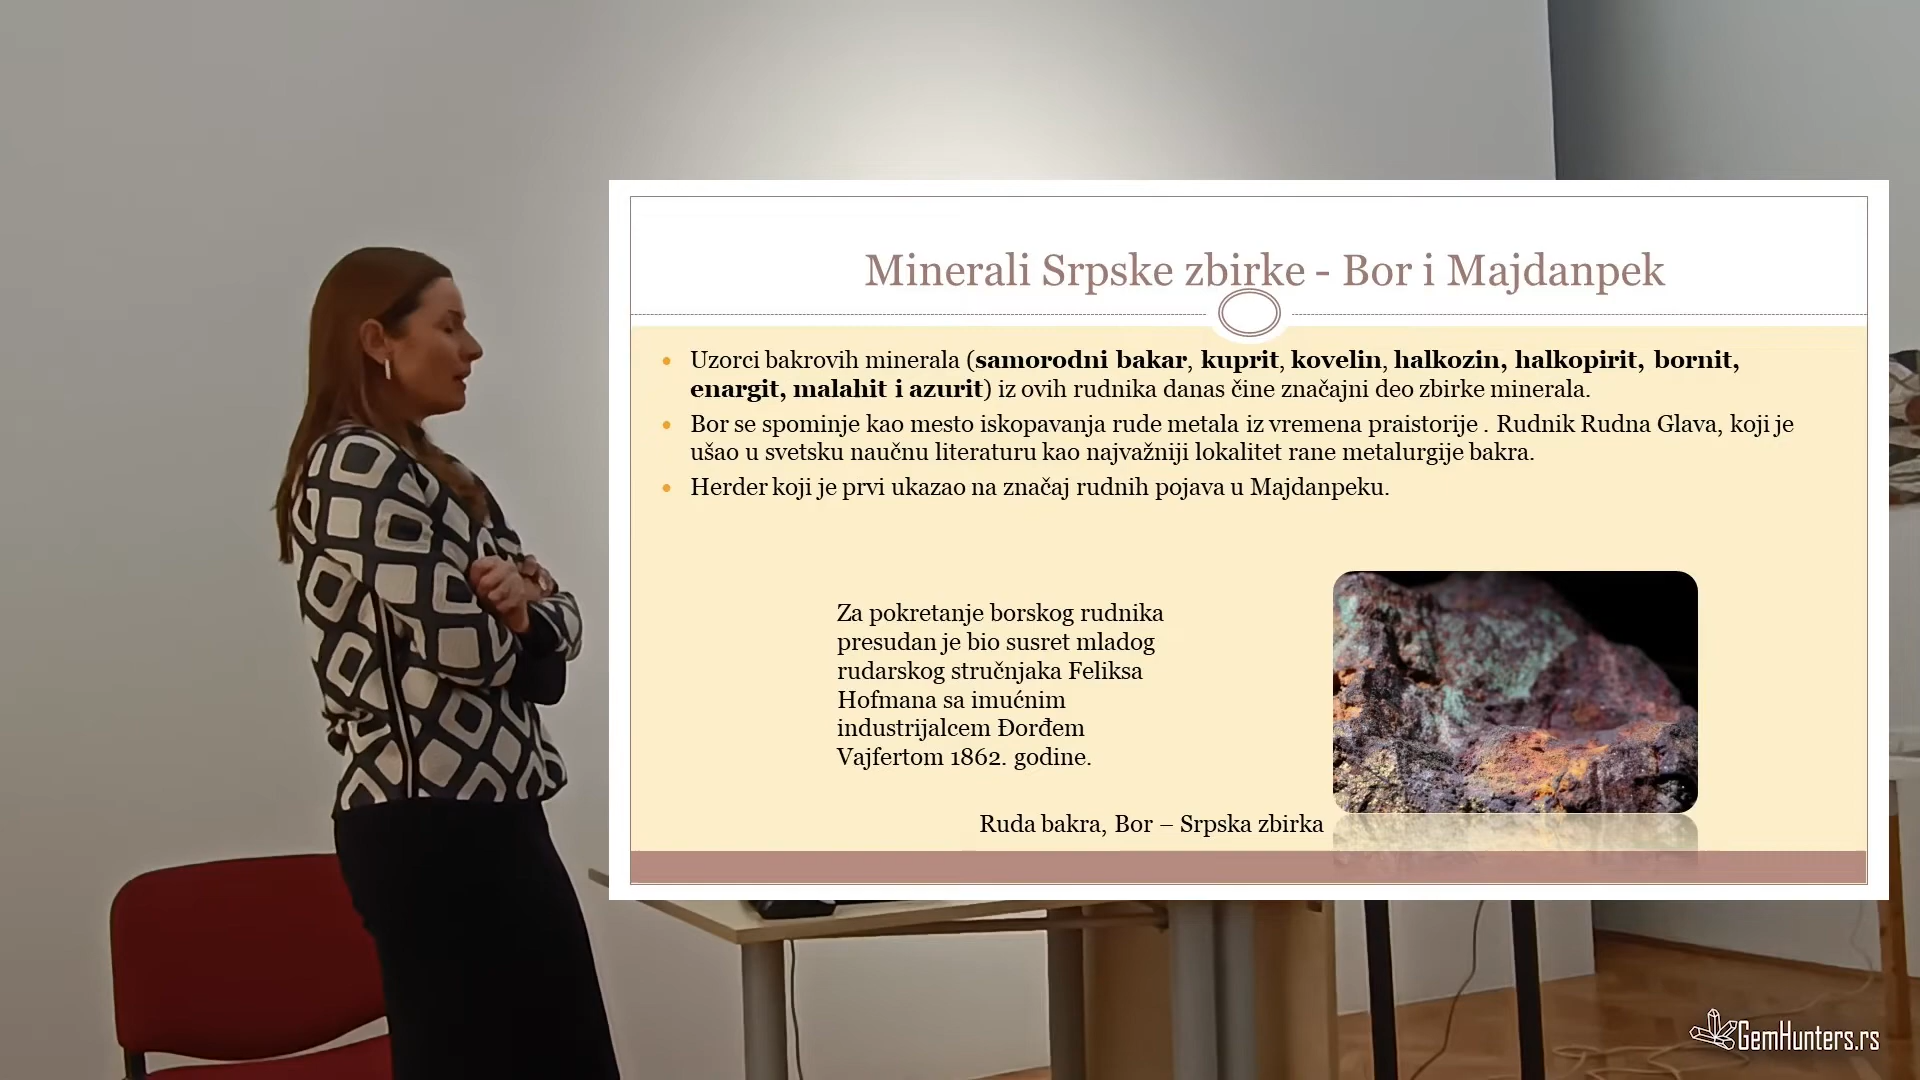 Minerali Srpske zbirke - Bor i Majdanpek
Uzorci bakrovih minerala (samorodni bakar, kuprit, kovelin, halkozin, halkopirit, bornit,
enargit, malahit i azurit) iz ovih rudnika danas čine značajni deo zbirke minerala.
Bor se spominje kao mesto iskopavanja rude metala iz vremena praistorije . Rudnik Rudna Glava, koji je
ušao u svetsku naučnu literaturu kao najvažniji lokalitet rane metalurgije bakra.
Herder koji je prvi ukazao na značaj rudnih pojava u Majdanpeku.
Za pokretanje borskog rudnika
presudan je bio susret mladog
rudarskog stručnjaka Feliksa
Hofmana sa imućnim
industrijalcem Đorđem
Vajfertom 1862. godine.
Ruda bakra, Bor – Srpska zbirka
GemHunters.rs